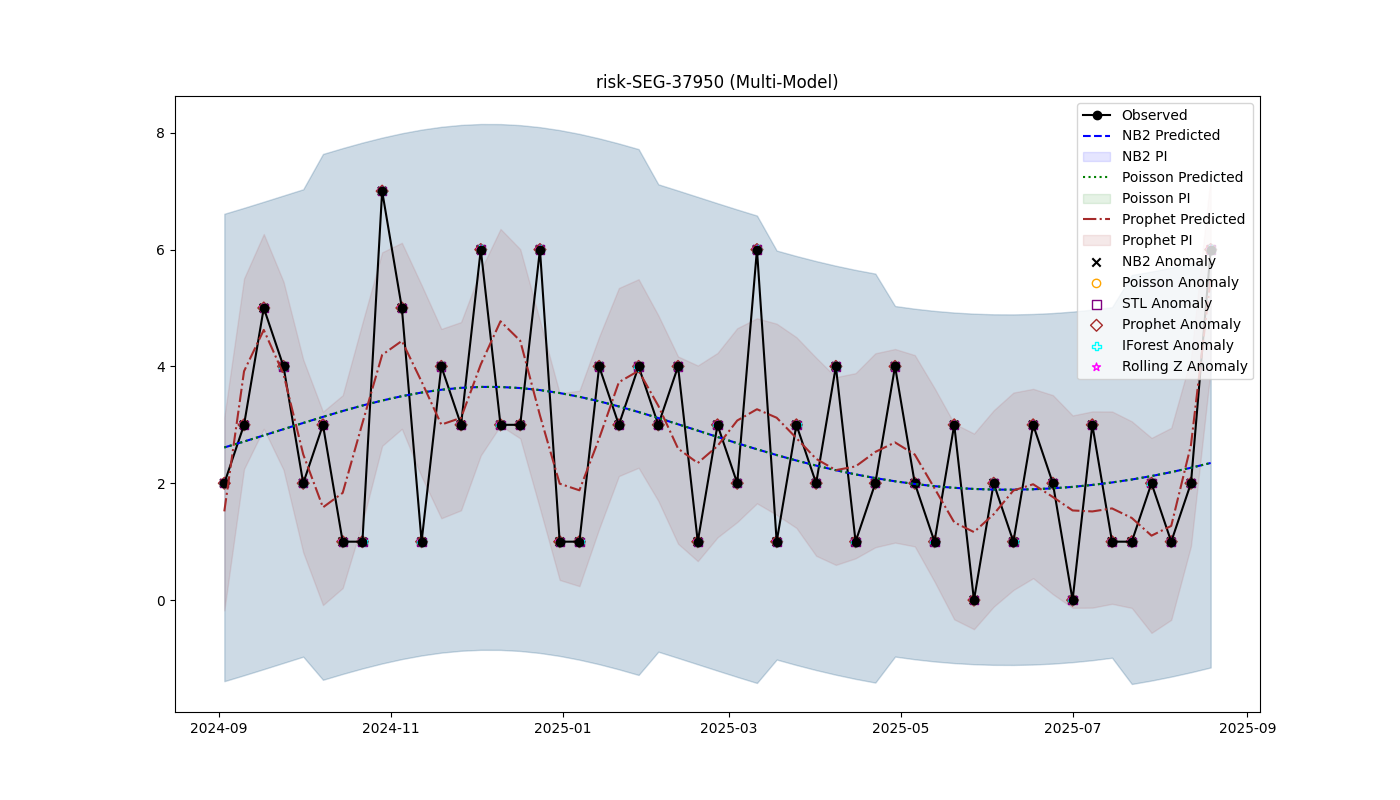 risk-SEG-37950 (Multi-Model)
8
6
4
2
0
2024-09
2024-11
2025-01
2025-03
2025-05
2025-07
2025-09
Observed
NB2 Predicted
NB2 PI
Poisson Predicted
Poisson PI
Prophet Predicted
Prophet PI
NB2 Anomaly
Poisson Anomaly
STL Anomaly
Prophet Anomaly
IForest Anomaly
Rolling Z Anomaly